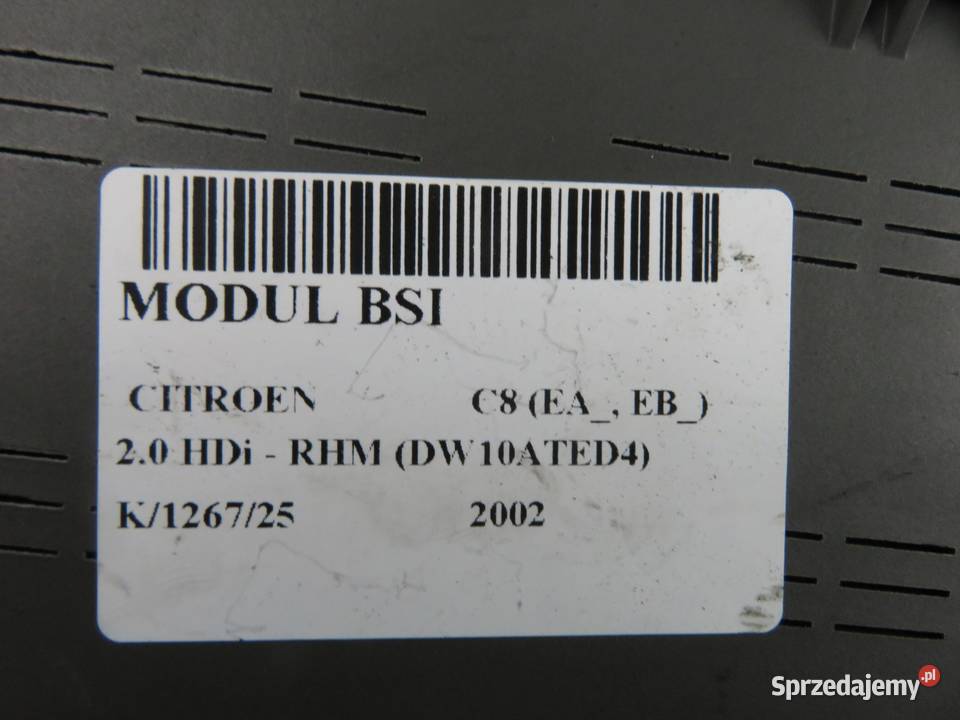 MODUL BSI
CITROEN C8 (EA_, EB_)
2.0 HDi - RHM (DW10ATED4)
K/1267/25 2002
Sprzedajemy.pl